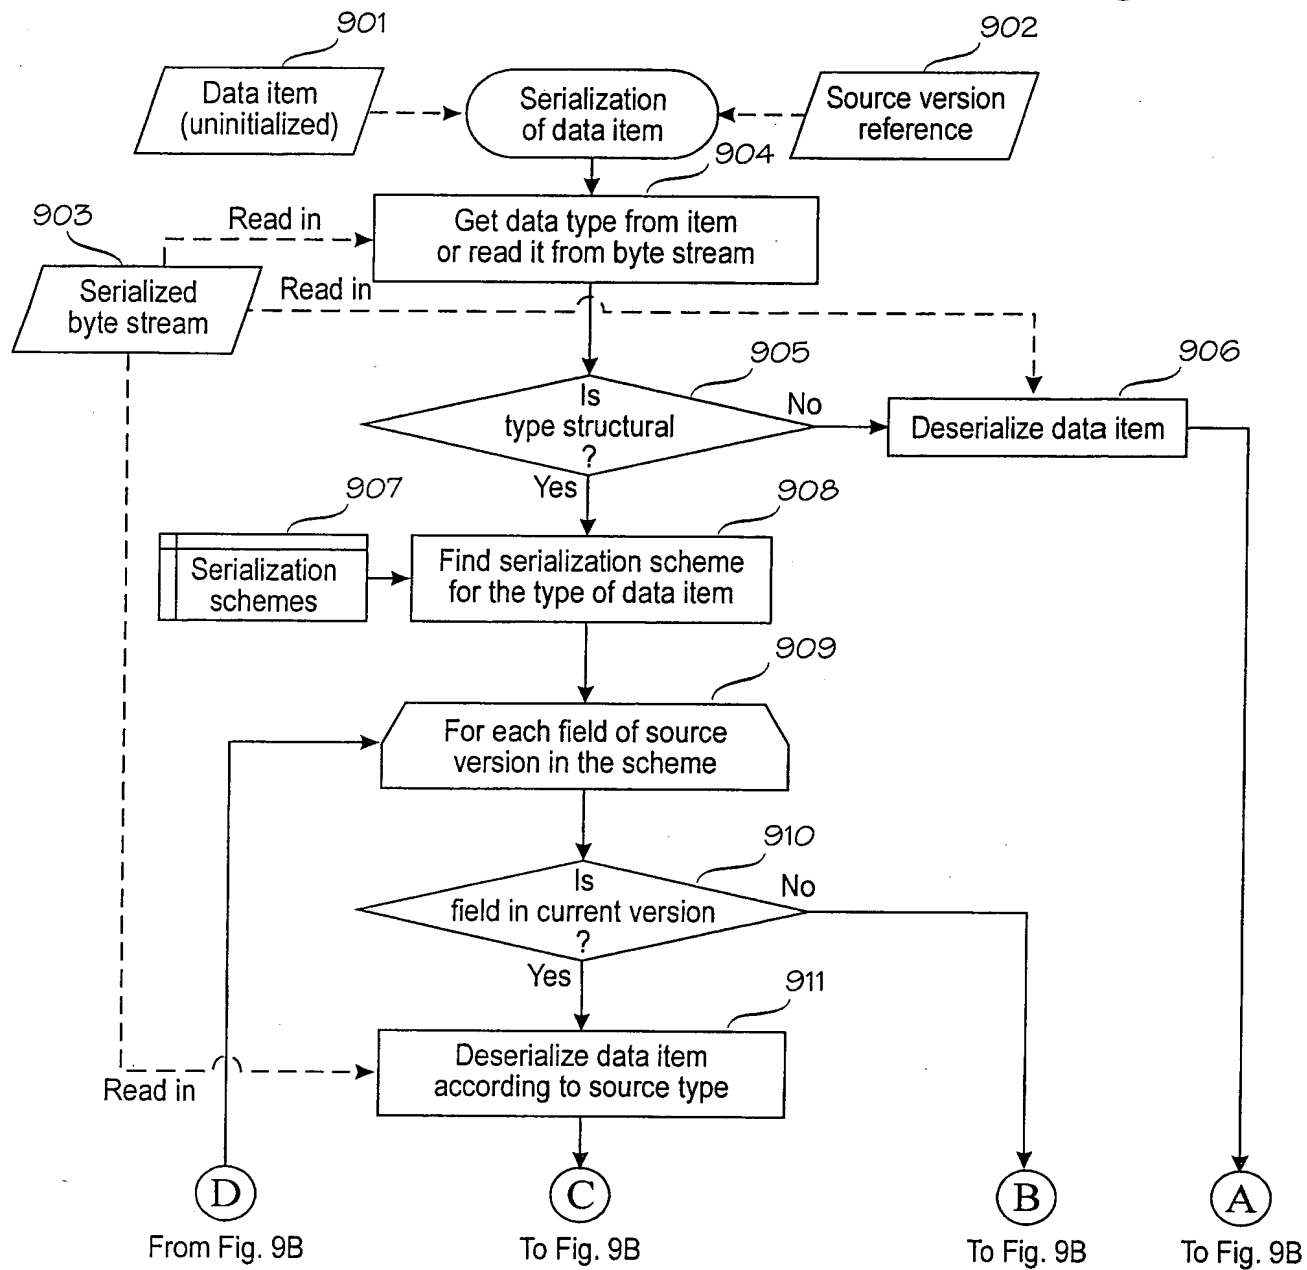 901
902
Data item
(uninitialized)
Serialization
of data item
Source version
reference
904
903
Read in
Get data type from item
or read it from byte stream
Serialized
byte stream
Read in
905
906
Is
type structural
?
No
Deserialize data item
Yes
907
908
Serialization
schemes
Find serialization scheme
for the type of data item
909
For each field of source
version in the scheme
910
Is
field in current version
?
No
Yes
911
Deserialize data item
according to source type
Read in
D
C
B
A
From Fig. 9B
To Fig. 9B
To Fig. 9B
To Fig. 9B